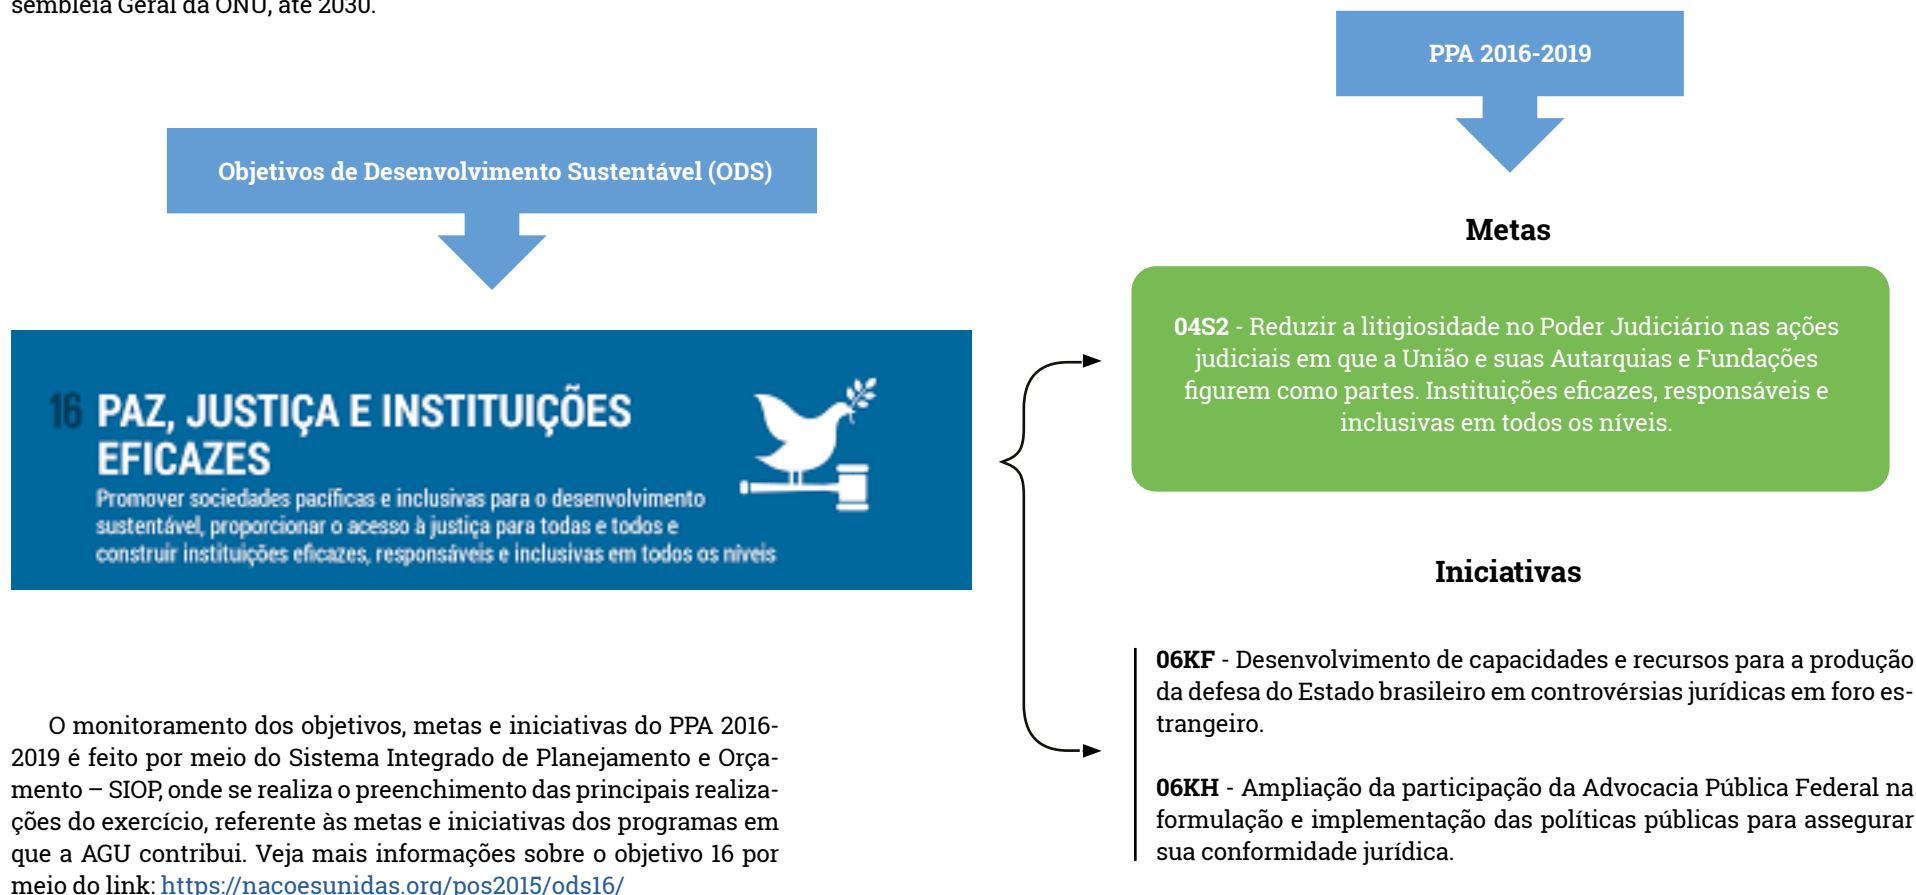 sembleia Geral da ONU, até 2030.
Objetivos de Desenvolvimento Sustentável (ODS)
16 PAZ, JUSTIÇA E INSTITUIÇÕES
EFICAZES
Promover sociedades pacíficas e inclusivas para o desenvolvimento
sustentável, proporcionar o acesso à justiça para todas e todos e
construir instituições eficazes, responsáveis e inclusivas em todos os níveis
O monitoramento dos objetivos, metas e iniciativas do PPA 2016-
2019 é feito por meio do Sistema Integrado de Planejamento e Orça-
mento – SIOP, onde se realiza o preenchimento das principais realiza-
ções do exercício, referente às metas e iniciativas dos programas em
que a AGU contribui. Veja mais informações sobre o objetivo 16 por
meio do link: https://nacoesunidas.org/pos2015/ods16/
PPA 2016-2019
Metas
04S2 - Reduzir a litigiosidade no Poder Judiciário nas ações
judiciais em que a União e suas Autarquias e Fundações
figurem como partes. Instituições eficazes, responsáveis e
inclusivas em todos os níveis.
Iniciativas
06KF - Desenvolvimento de capacidades e recursos para a produção
da defesa do Estado brasileiro em controvérsias jurídicas em foro es-
trangeiro.
06KH - Ampliação da participação da Advocacia Pública Federal na
formulação e implementação das políticas públicas para assegurar
sua conformidade jurídica.